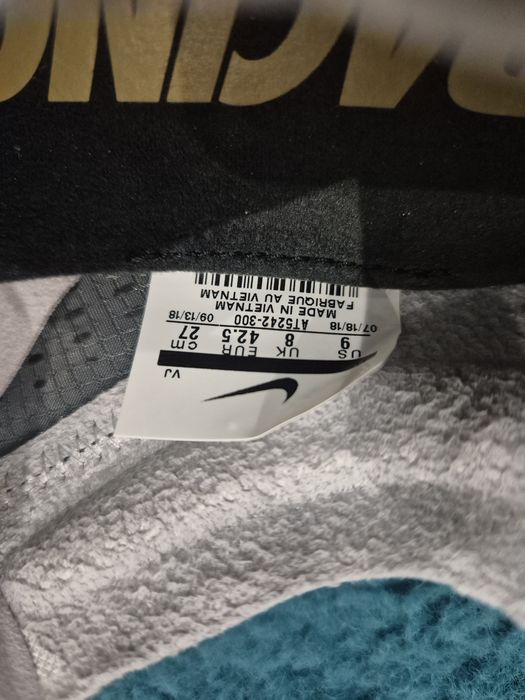 VJ
US UK EUR cm
9 8 42.5 27
07/18/18 AT5242-300 09/13/18
MADE IN VIETNAM
FABRIQUE AU VIETNAM
RACING